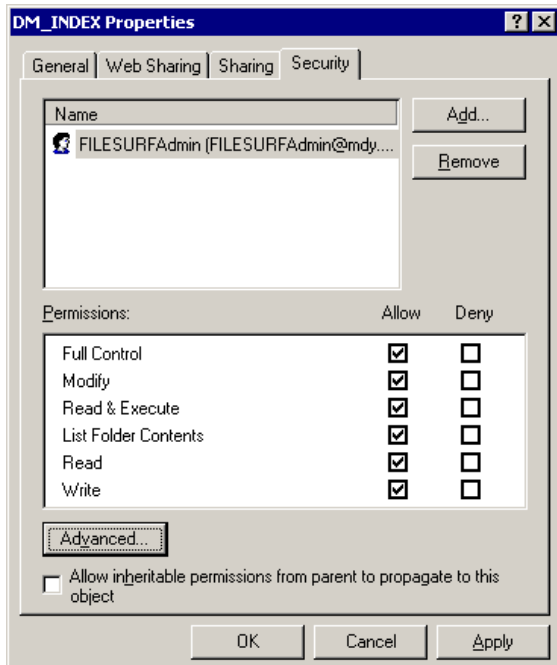 DM_INDEX Properties
General Web Sharing Sharing Security
Name
Add...
FILESURFAdmin (FILESURFAdmin@mdy....
Remove
Permissions: Allow Deny
Full Control
Modify
Read & Execute
List Folder Contents
Read
Write
Advanced...
Allow inheritable permissions from parent to propagate to this
object
OK Cancel Apply